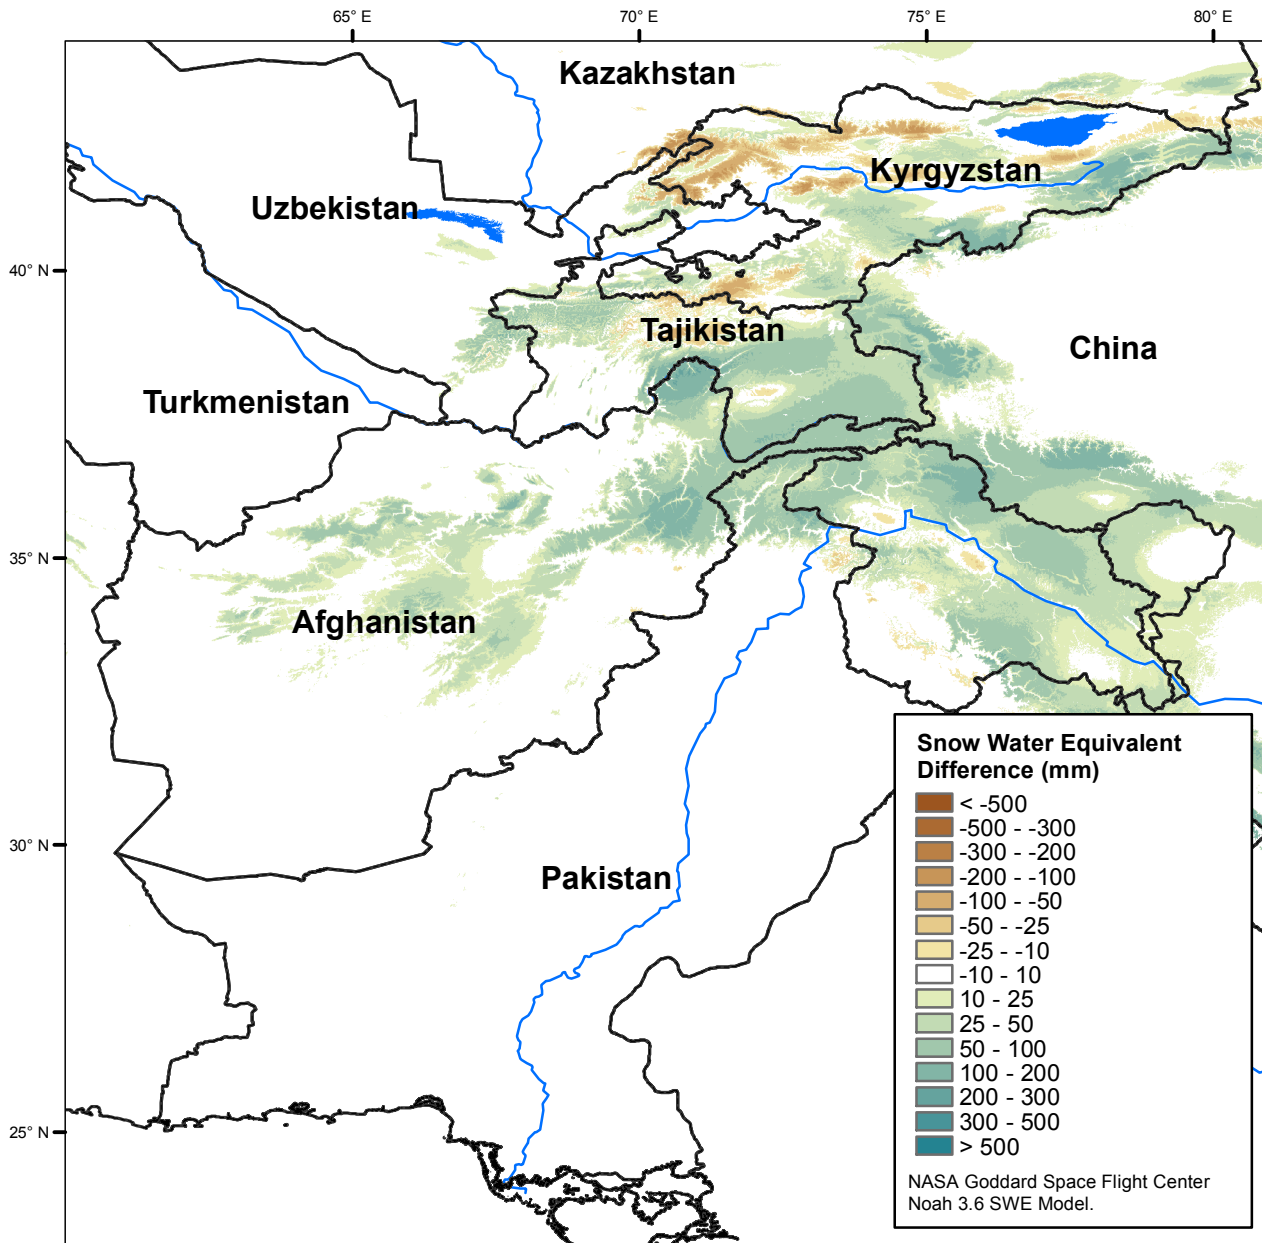 65° E
70° E
75° E
80° E
Kazakhstan
Kyrgyzstan
Uzbekistan
40° N
Tajikistan
China
Turkmenistan
35° N
Afghanistan
Snow Water Equivalent
Difference (mm)
< -500
-500 - -300
30° N
-300 - -200
Pakistan
-200 - -100
-100 - -50
-50 - -25
-25 - -10
-10 - 10
10 - 25
25 - 50
50 - 100
100 - 200
200 - 300
300 - 500
25° N
> 500
NASA Goddard Space Flight Center
Noah 3.6 SWE Model.